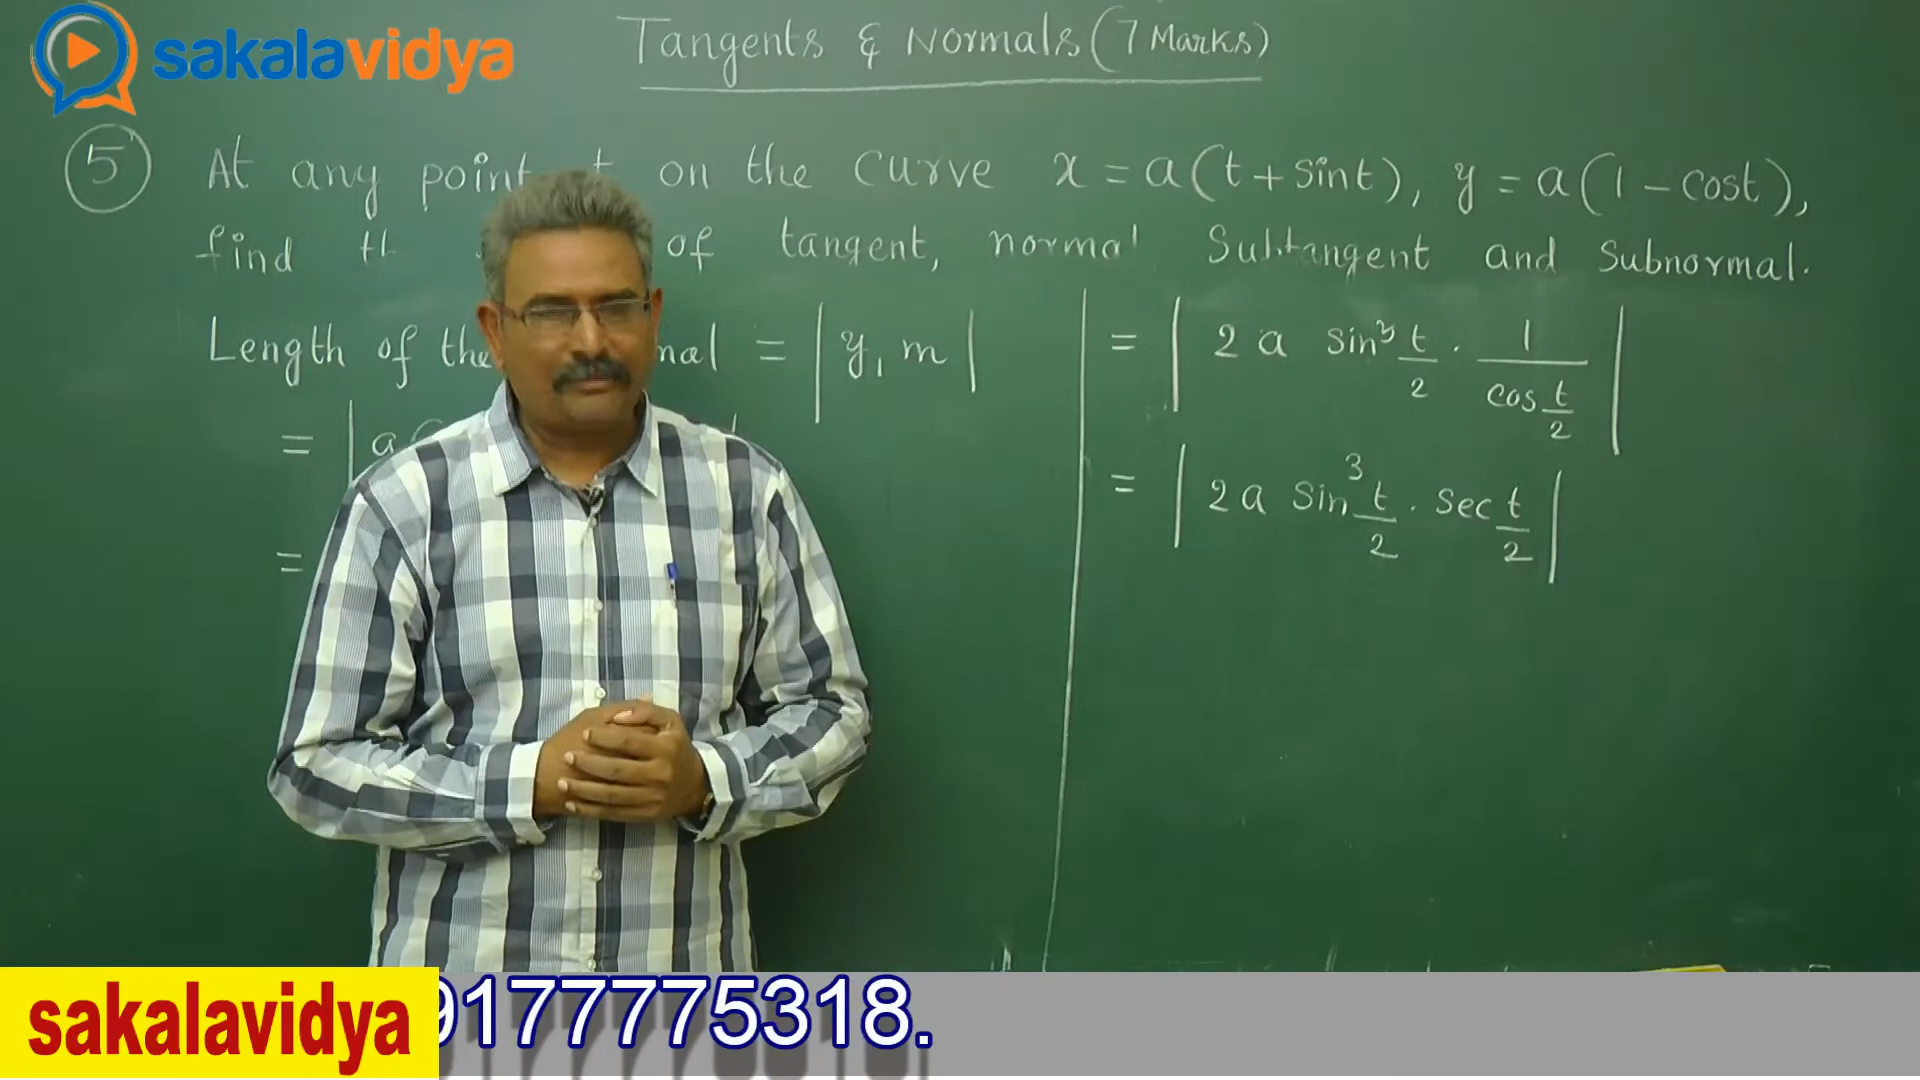 sakalavidya
Tangents & Normals (7 Marks)
5 At any point t on the curve x = a(t + sint), y = a(1 - cost),
find th of tangent, normal Subtangent and Subnormal.
Length of the mal = | y₁ m |
= | a(
=
= | 2 a sin³ t/2 . 1/cos t/2 |
= | 2 a sin³ t/2 . sec t/2 |
sakalavidya 9177775318.